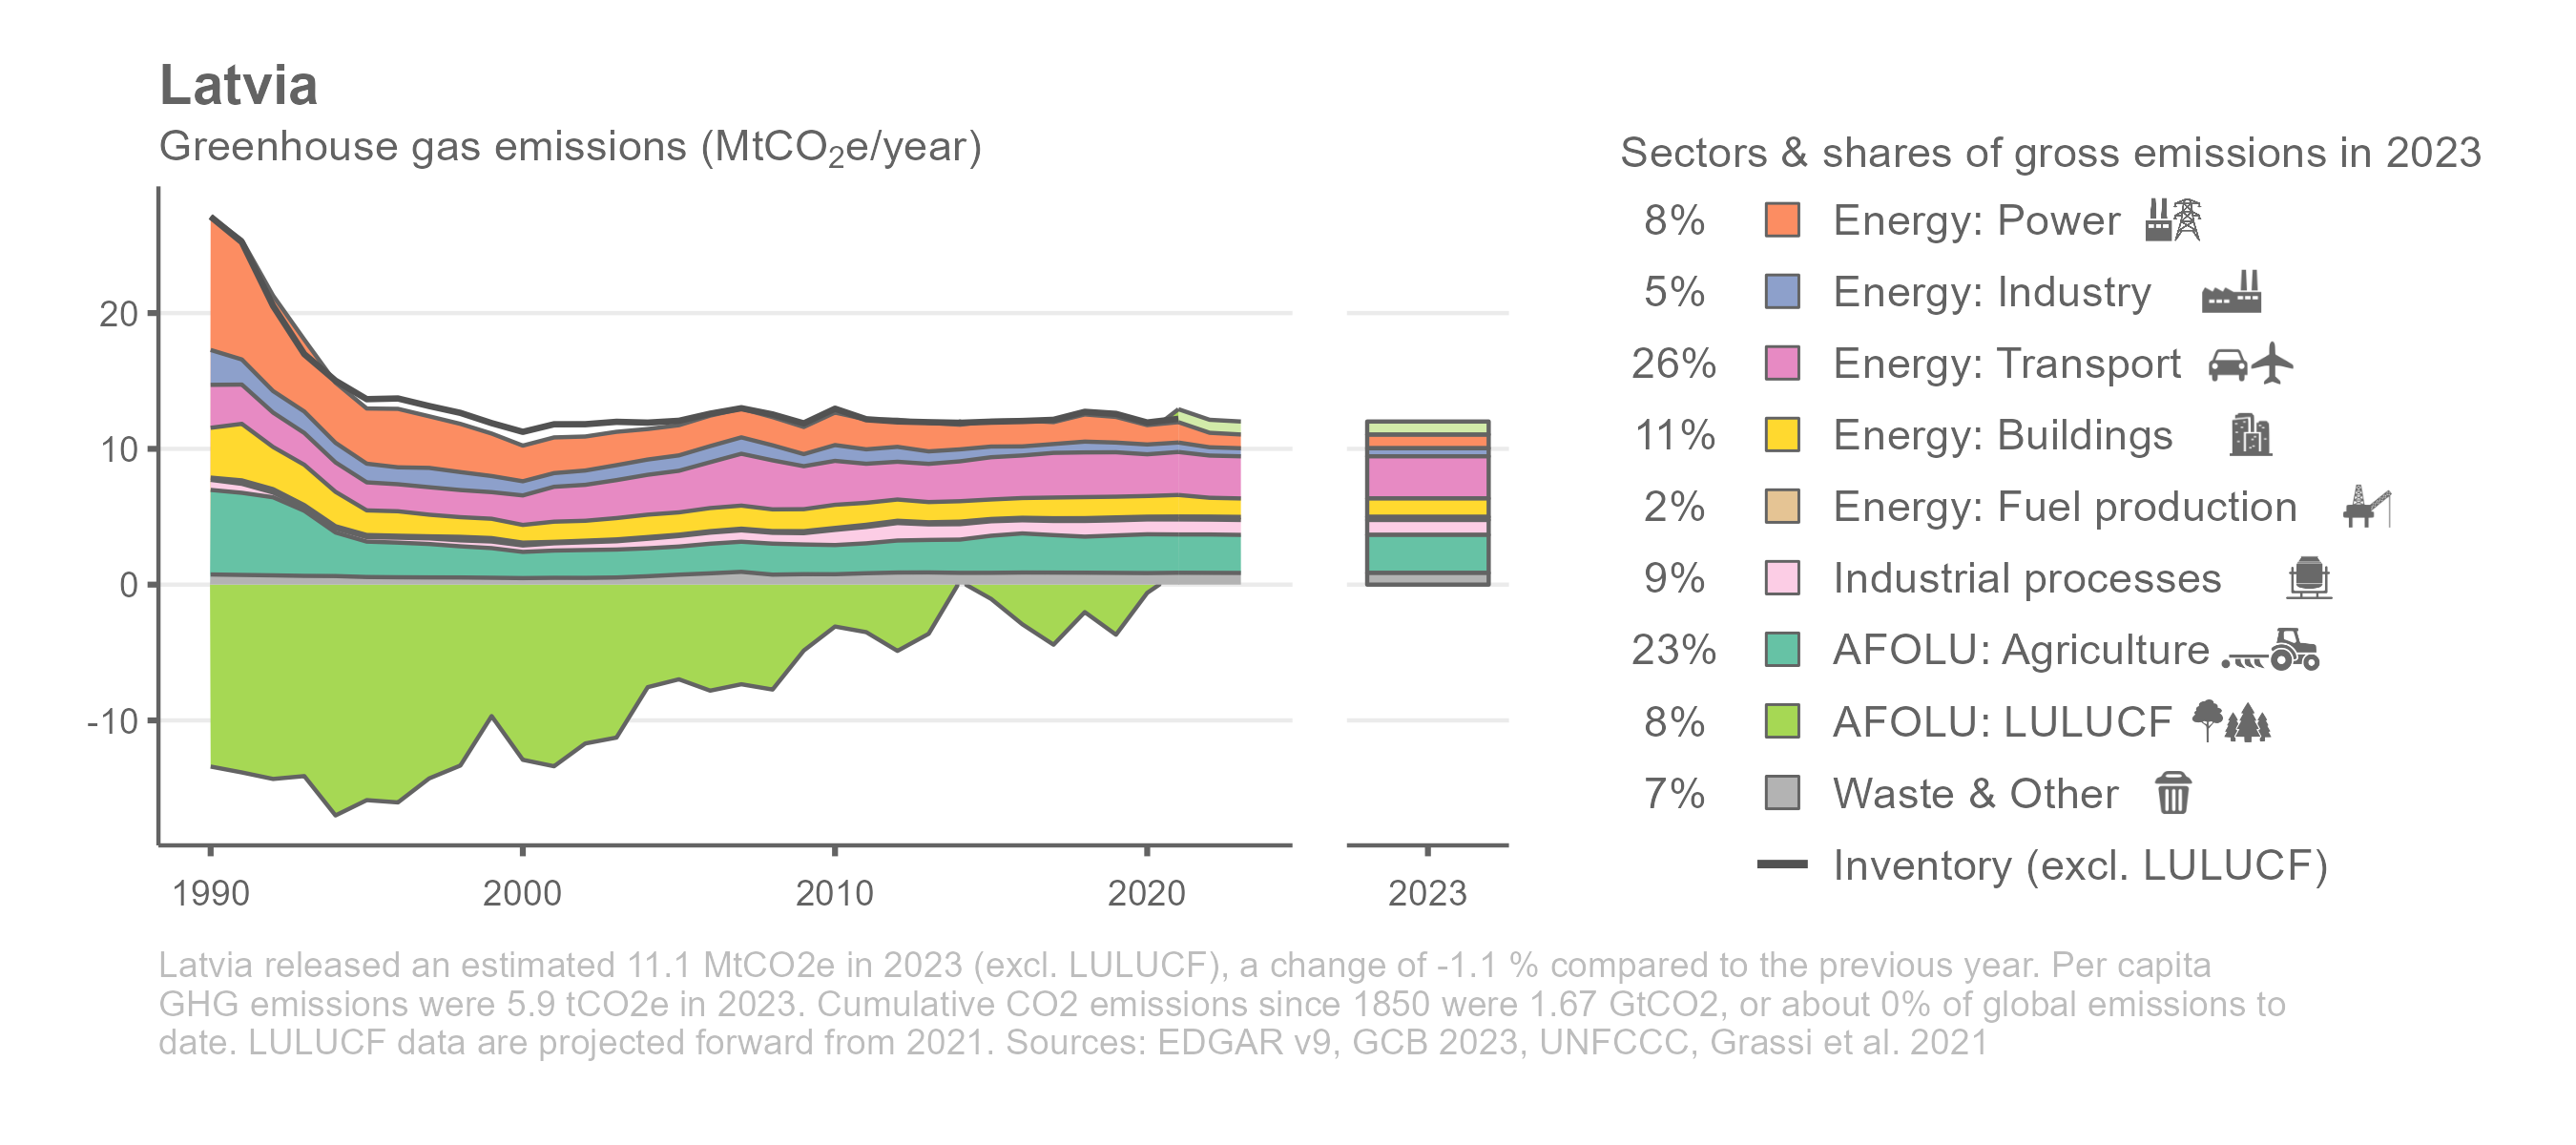 Latvia
Greenhouse gas emissions (MtCO₂e/year)
20
10
0
-10
1990
2000
2010
2020
2023
Sectors & shares of gross emissions in 2023
8% Energy: Power
5% Energy: Industry
26% Energy: Transport
11% Energy: Buildings
2% Energy: Fuel production
9% Industrial processes
23% AFOLU: Agriculture
8% AFOLU: LULUCF
7% Waste & Other
Inventory (excl. LULUCF)
Latvia released an estimated 11.1 MtCO2e in 2023 (excl. LULUCF), a change of -1.1 % compared to the previous year. Per capita
GHG emissions were 5.9 tCO2e in 2023. Cumulative CO2 emissions since 1850 were 1.67 GtCO2, or about 0% of global emissions to
date. LULUCF data are projected forward from 2021. Sources: EDGAR v9, GCB 2023, UNFCCC, Grassi et al. 2021